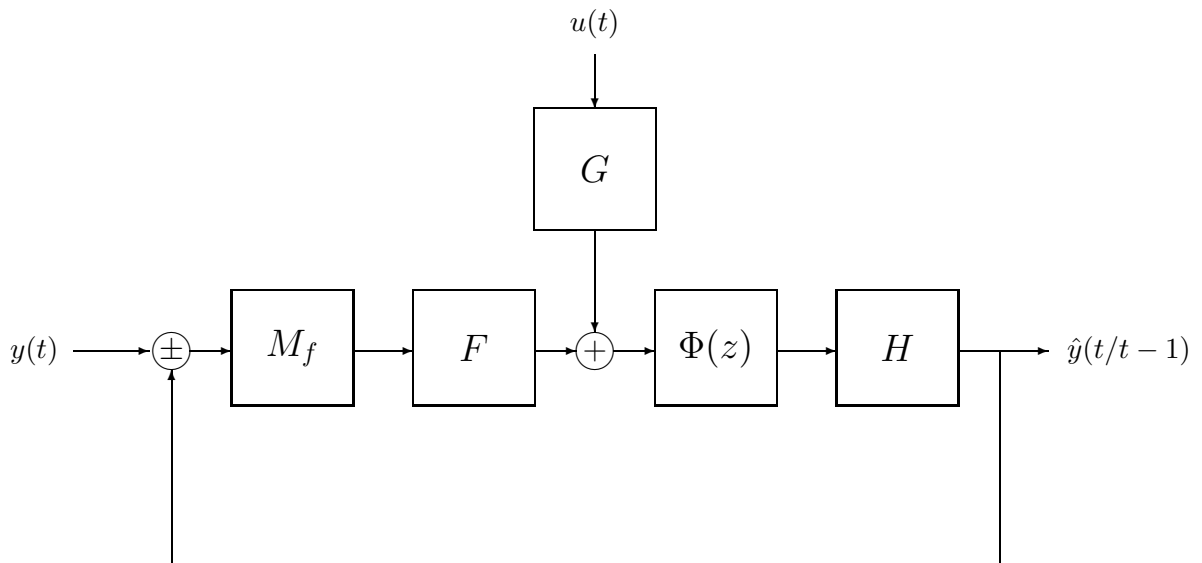 u(t)
G
y(t) ± M_f F + Φ(z) H ŷ(t/t − 1)